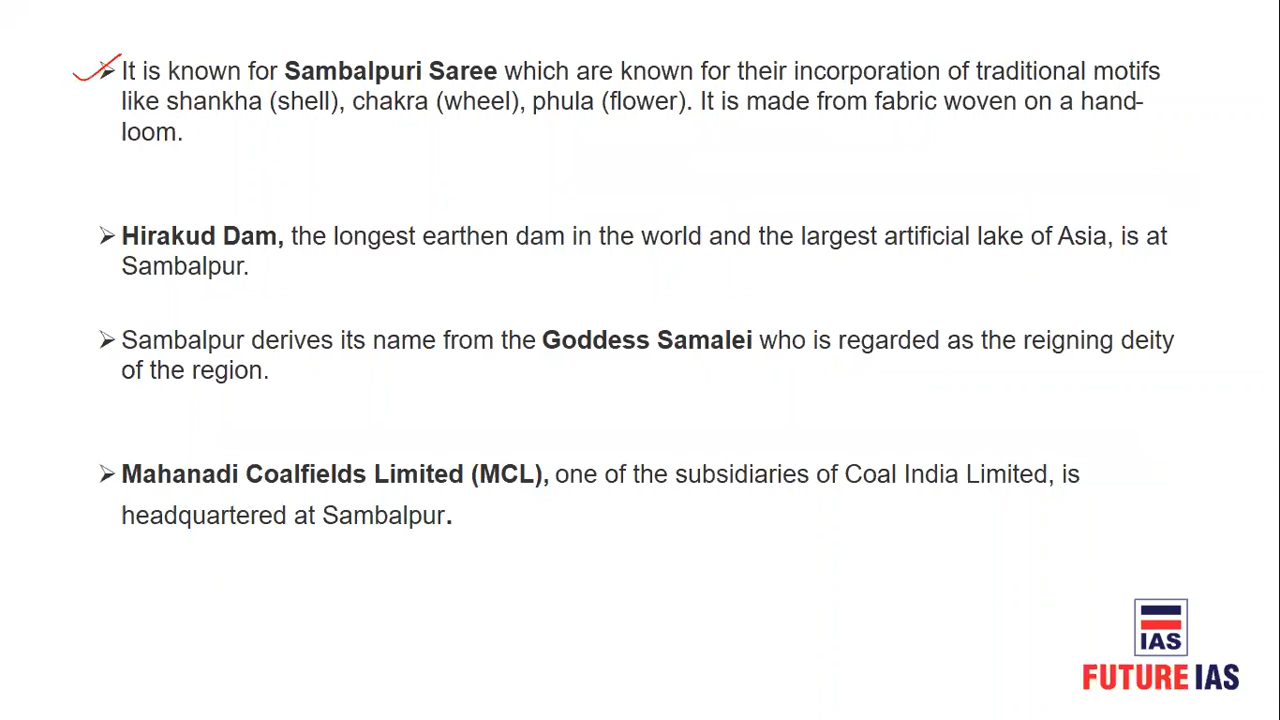 It is known for Sambalpuri Saree which are known for their incorporation of traditional motifs
like shankha (shell), chakra (wheel), phula (flower). It is made from fabric woven on a hand-
loom.
Hirakud Dam, the longest earthen dam in the world and the largest artificial lake of Asia, is at
Sambalpur.
Sambalpur derives its name from the Goddess Samalei who is regarded as the reigning deity
of the region.
Mahanadi Coalfields Limited (MCL), one of the subsidiaries of Coal India Limited, is
headquartered at Sambalpur.
IAS
FUTURE IAS